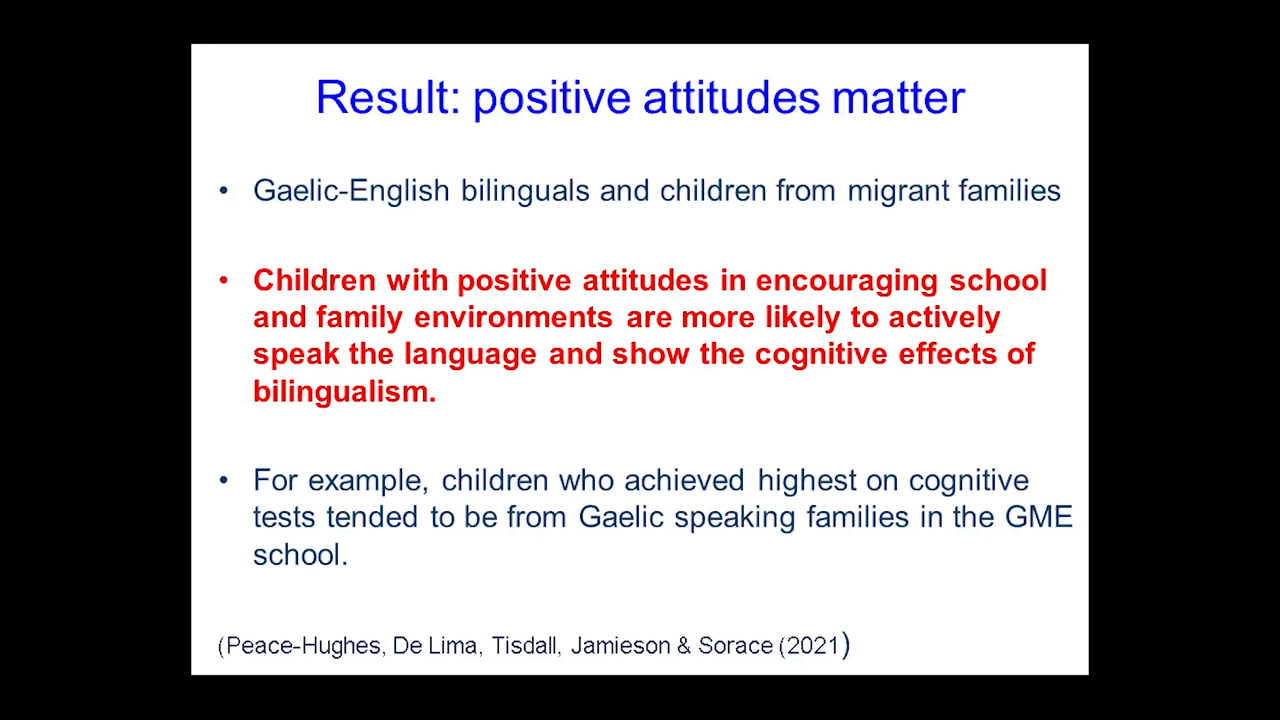 Result: positive attitudes matter
• Gaelic-English bilinguals and children from migrant families
• Children with positive attitudes in encouraging school
and family environments are more likely to actively
speak the language and show the cognitive effects of
bilingualism.
• For example, children who achieved highest on cognitive
tests tended to be from Gaelic speaking families in the GME
school.
(Peace-Hughes, De Lima, Tisdall, Jamieson & Sorace (2021)